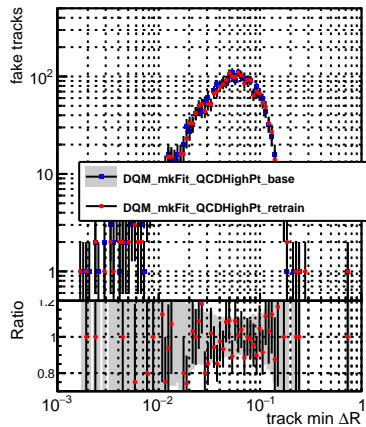 fake tracks
10²
10
1
DQM_mkFit_QCDHighPt_base
DQM_mkFit_QCDHighPt_retrain
Ratio
1.2
1
0.8
10⁻³
10⁻²
10⁻¹
1
track min ΔR